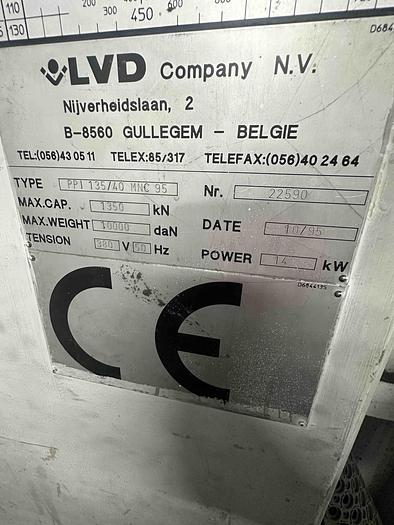 110
130
200
300
400
450
600
D684
LVD Company N.V.
Nijverheidslaan, 2
B-8560 GULLEGEM - BELGIE
TEL:(056)43 05 11 TELEX:85/317 TELEFAX:(056)40 24 64
TYPE PPI 135/40 MNC 95 Nr. 22590
MAX.CAP. 1350 kN
MAX.WEIGHT 10000 daN DATE 10/95
TENSION 380 V 50 Hz POWER 14 kW
D6844135
CE